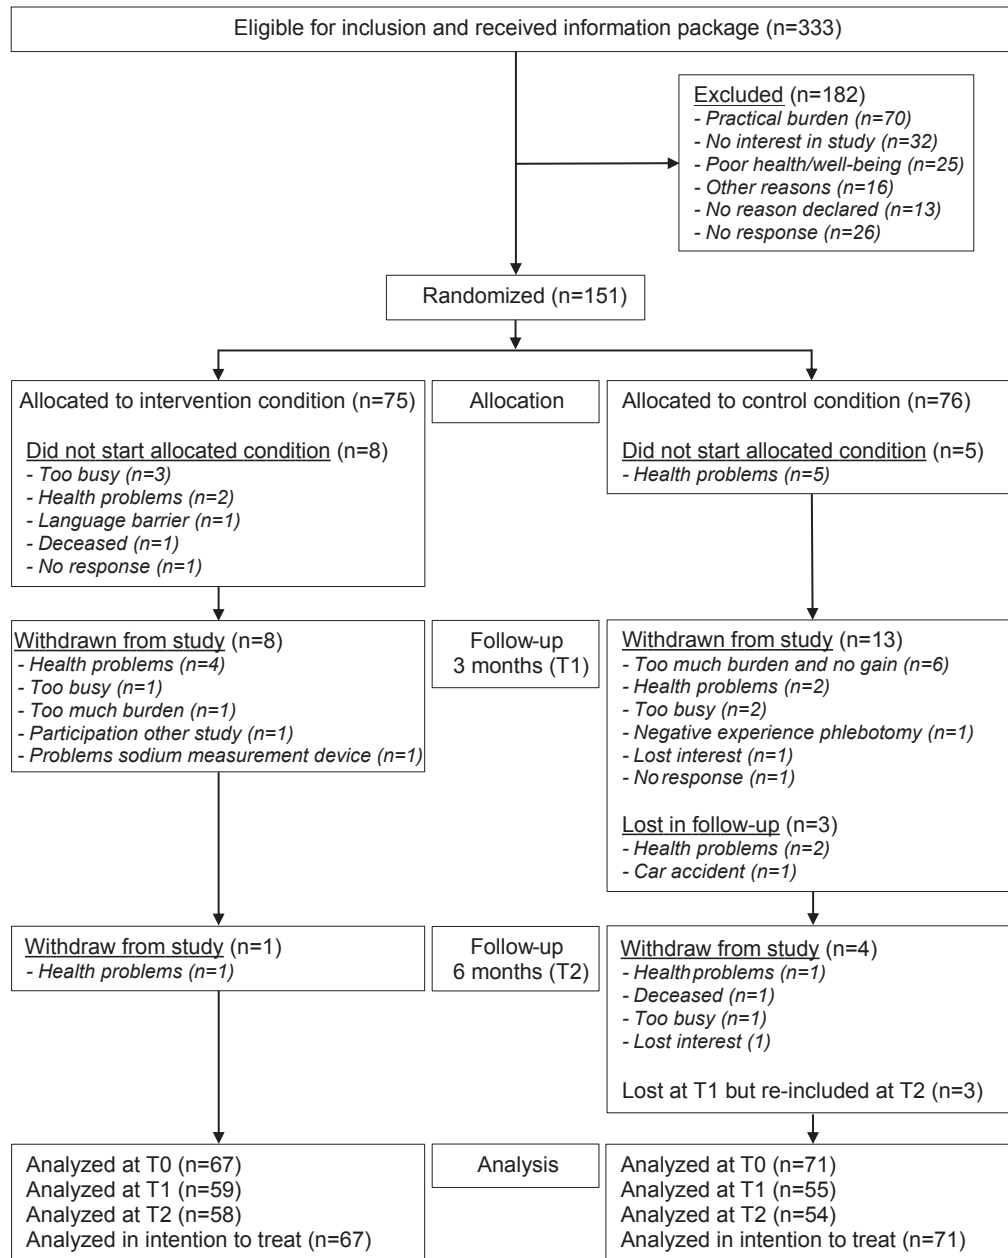 Eligible for inclusion and received information package (n=333)
Excluded (n=182)
- Practical burden (n=70)
- No interest in study (n=32)
- Poor health/well-being (n=25)
- Other reasons (n=16)
- No reason declared (n=13)
- No response (n=26)
Randomized (n=151)
Allocated to intervention condition (n=75)
Did not start allocated condition (n=8)
- Too busy (n=3)
- Health problems (n=2)
- Language barrier (n=1)
- Deceased (n=1)
- No response (n=1)
Allocation
Allocated to control condition (n=76)
Did not start allocated condition (n=5)
- Health problems (n=5)
Withdrawn from study (n=8)
- Health problems (n=4)
- Too busy (n=1)
- Too much burden (n=1)
- Participation other study (n=1)
- Problems sodium measurement device (n=1)
Follow-up
3 months (T1)
Withdrawn from study (n=13)
- Too much burden and no gain (n=6)
- Health problems (n=2)
- Too busy (n=2)
- Negative experience phlebotomy (n=1)
- Lost interest (n=1)
- No response (n=1)
Lost in follow-up (n=3)
- Health problems (n=2)
- Car accident (n=1)
Withdraw from study (n=1)
- Health problems (n=1)
Follow-up
6 months (T2)
Withdraw from study (n=4)
- Health problems (n=1)
- Deceased (n=1)
- Too busy (n=1)
- Lost interest (1)
Lost at T1 but re-included at T2 (n=3)
Analyzed at T0 (n=67)
Analyzed at T1 (n=59)
Analyzed at T2 (n=58)
Analyzed in intention to treat (n=67)
Analysis
Analyzed at T0 (n=71)
Analyzed at T1 (n=55)
Analyzed at T2 (n=54)
Analyzed in intention to treat (n=71)